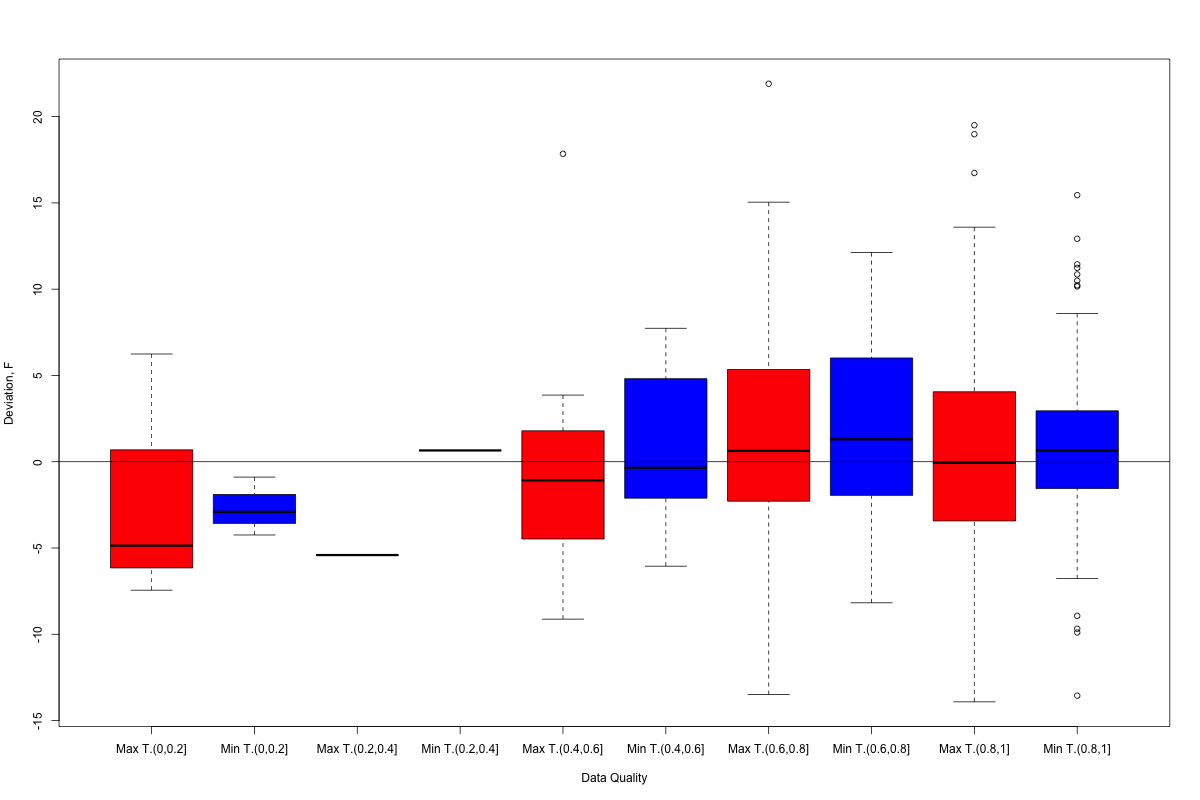 Deviation, F
20
15
10
5
0
-5
-10
-15
Max T.(0,0.2] Min T.(0,0.2] Max T.(0.2,0.4] Min T.(0.2,0.4] Max T.(0.4,0.6] Min T.(0.4,0.6] Max T.(0.6,0.8] Min T.(0.6,0.8] Max T.(0.8,1] Min T.(0.8,1]
Data Quality